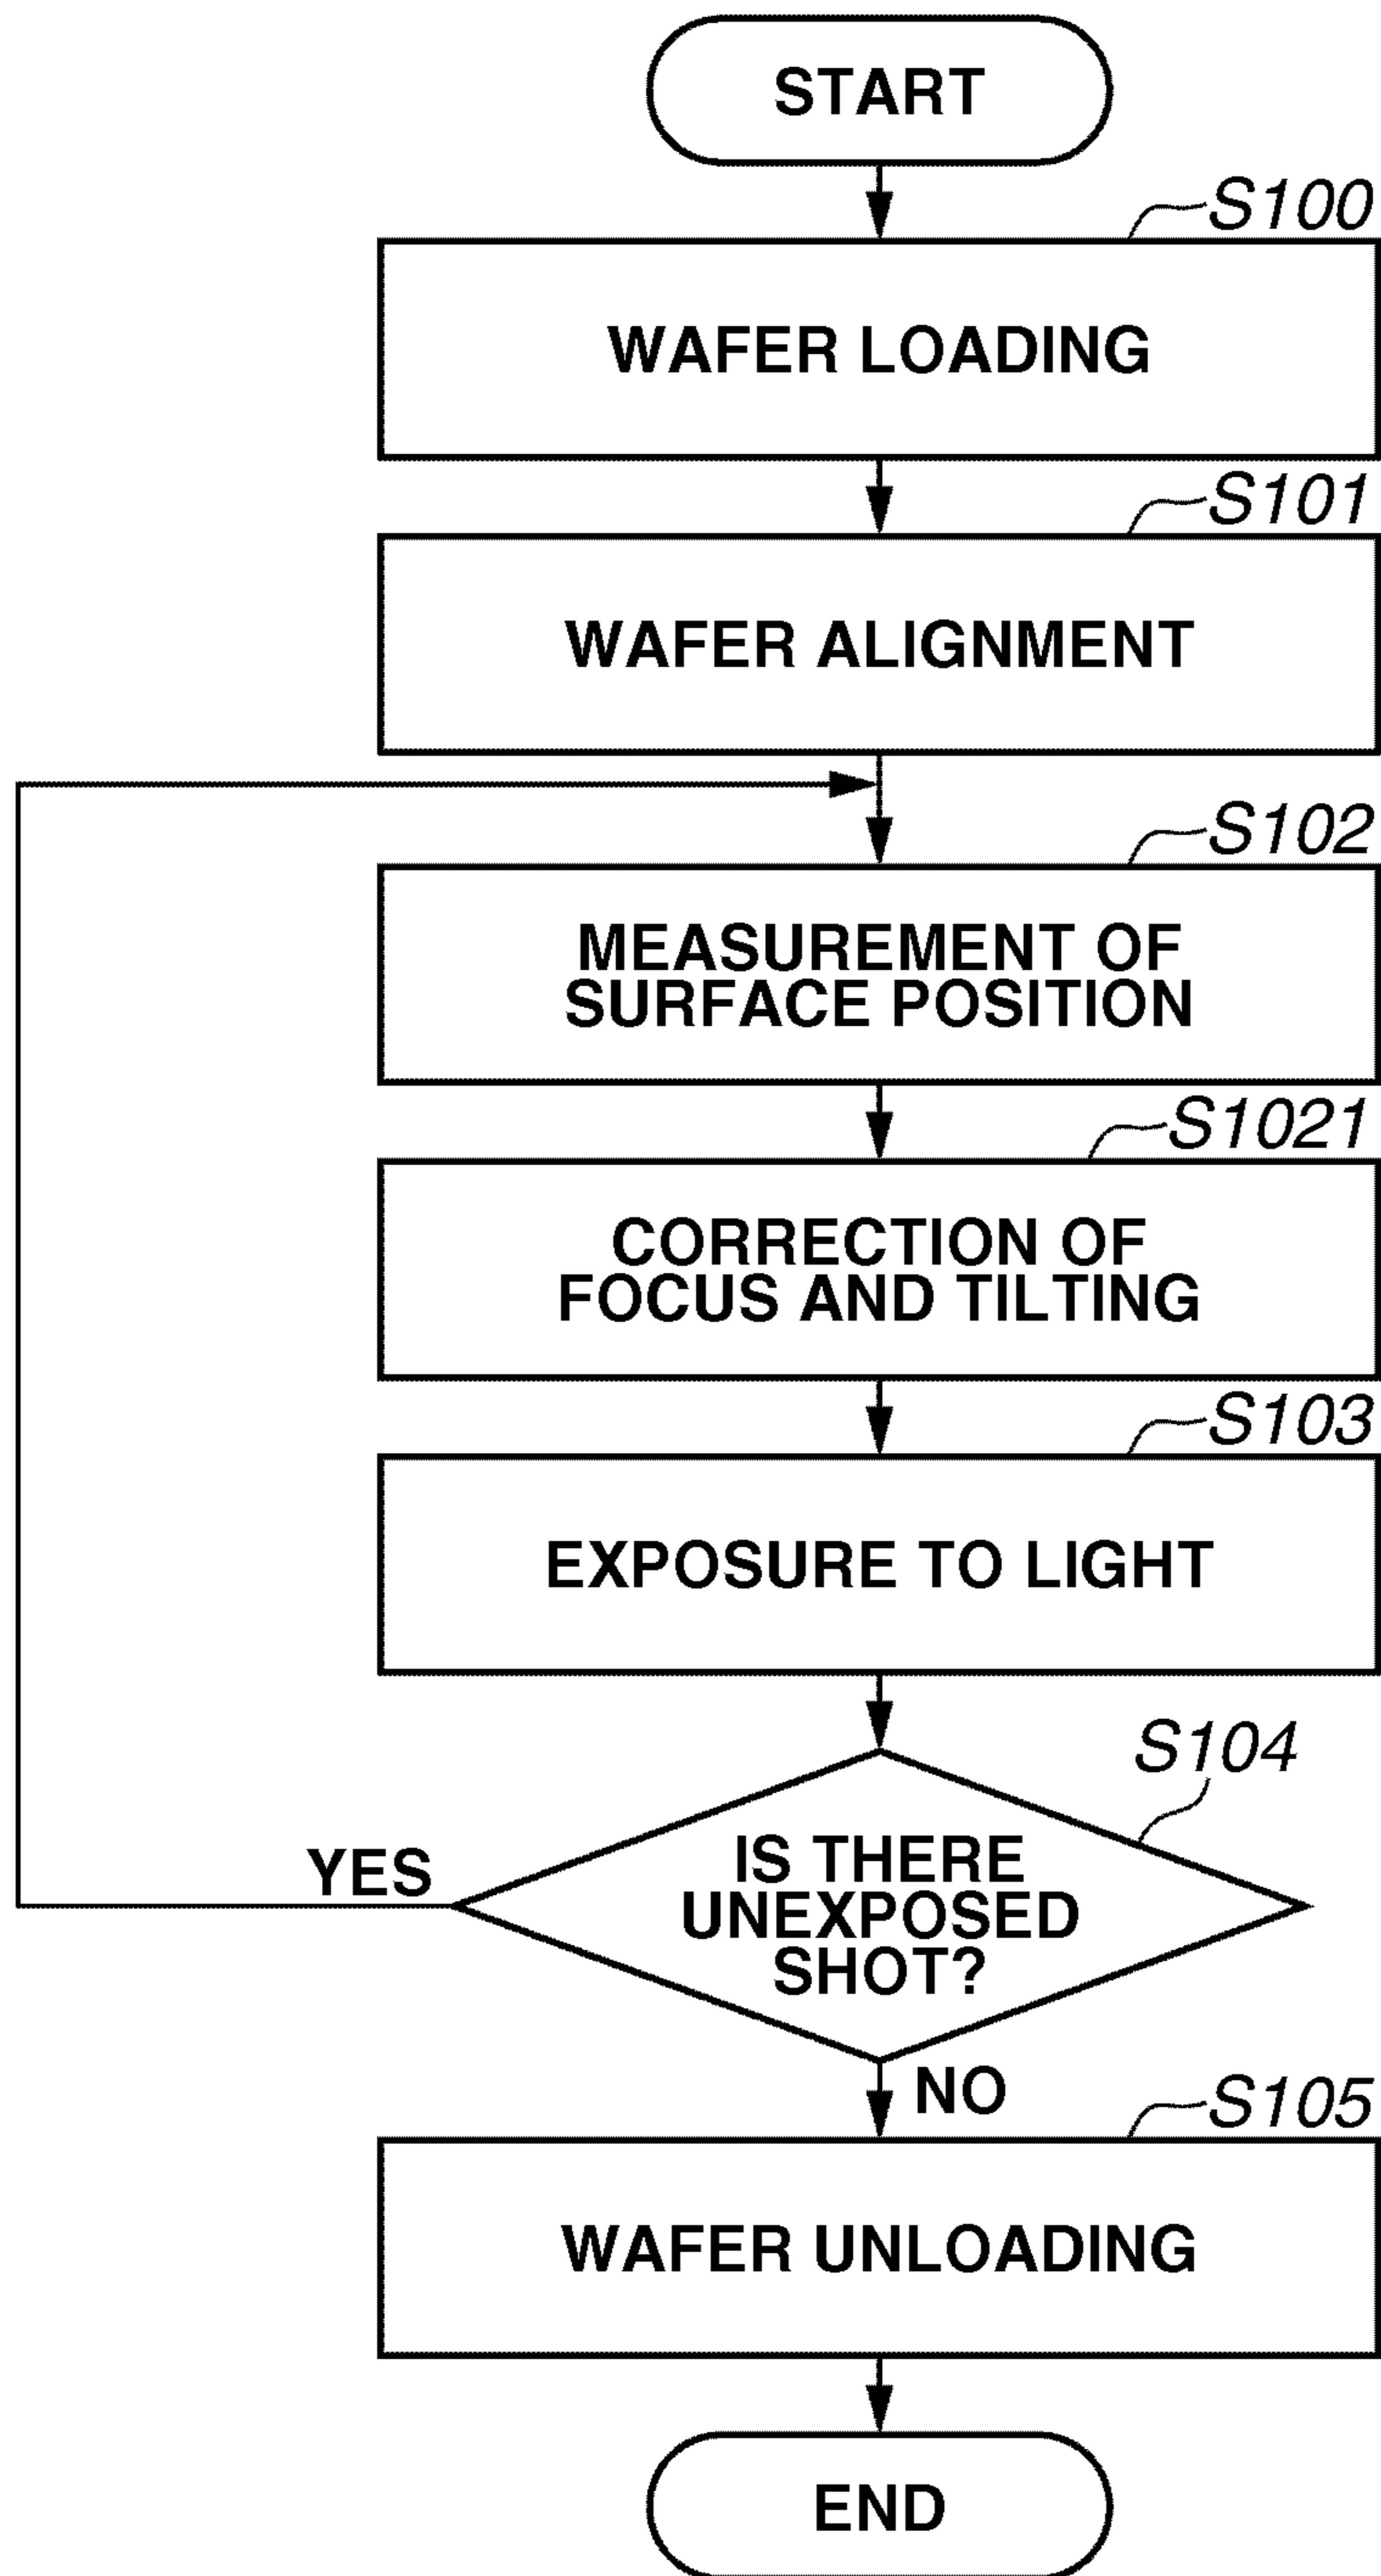 START
S100
WAFER LOADING
S101
WAFER ALIGNMENT
S102
MEASUREMENT OF
SURFACE POSITION
S1021
CORRECTION OF
FOCUS AND TILTING
S103
EXPOSURE TO LIGHT
S104
IS THERE
UNEXPOSED
SHOT?
YES
NO
S105
WAFER UNLOADING
END